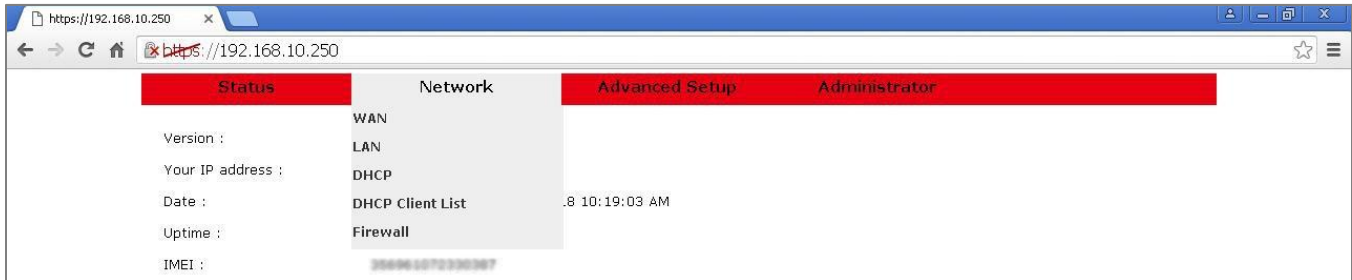 https://192.168.10.250
https://192.168.10.250
Status Network Advanced Setup Administrator
WAN
Version :
LAN
Your IP address :
DHCP
Date : DHCP Client List .8 10:19:03 AM
Uptime : Firewall
IMEI :